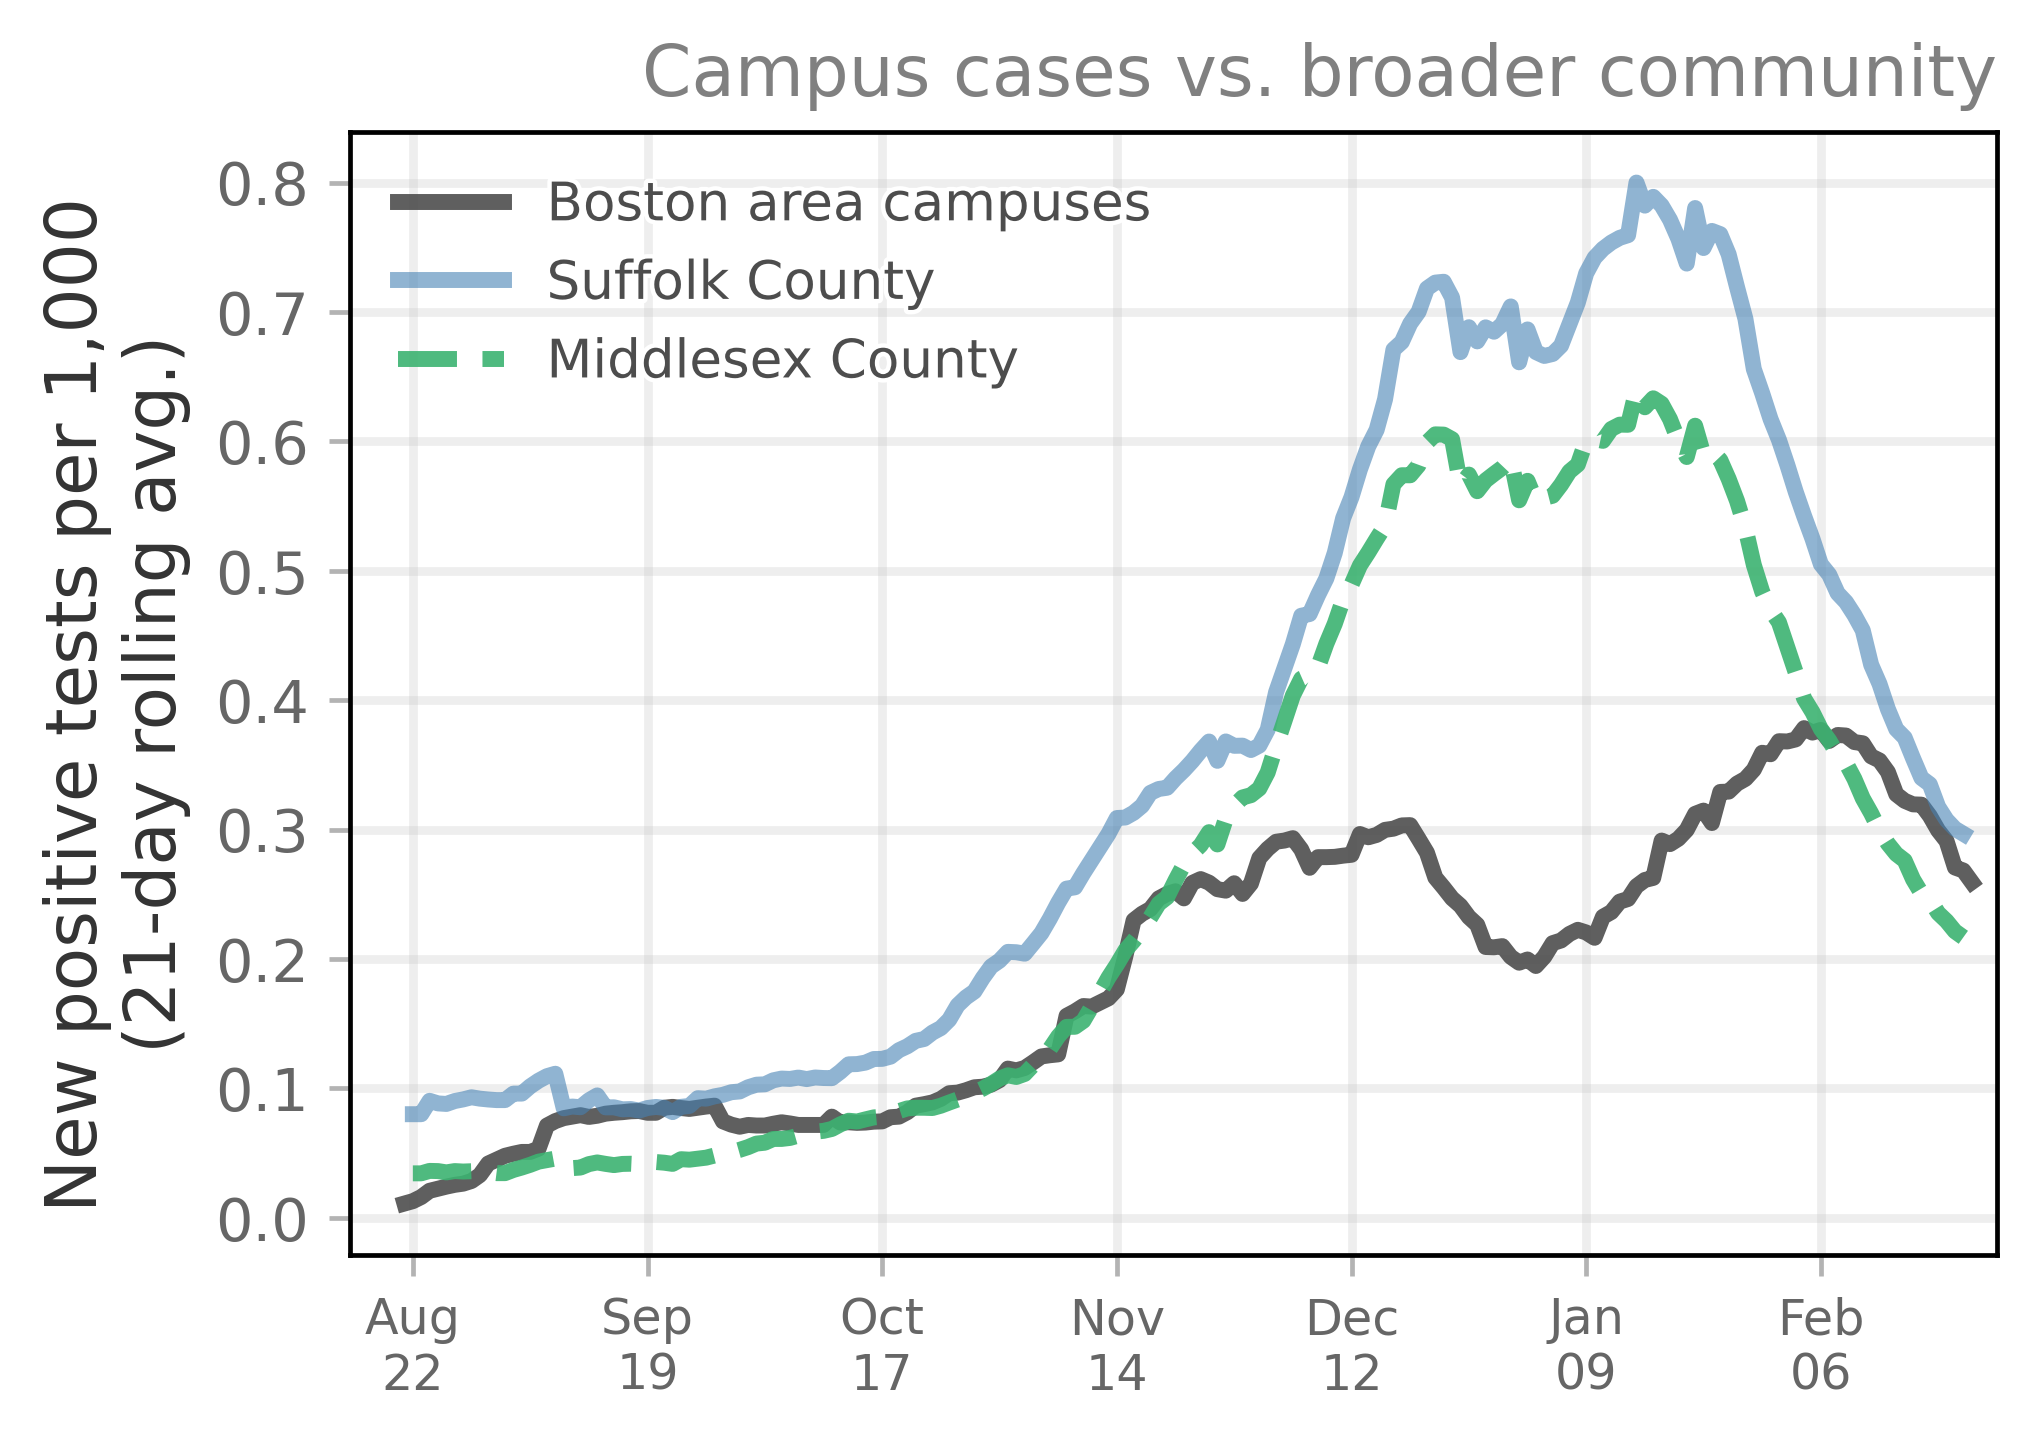 Campus cases vs. broader community
New positive tests per 1,000
(21-day rolling avg.)
0.8
0.7
0.6
0.5
0.4
0.3
0.2
0.1
0.0
Boston area campuses
Suffolk County
Middlesex County
Aug
22
Sep
19
Oct
17
Nov
14
Dec
12
Jan
09
Feb
06